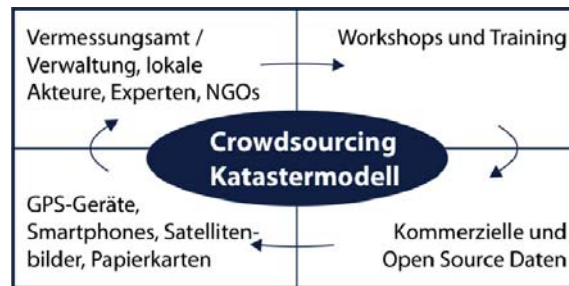 Vermessungsamt /
Verwaltung, lokale
Akteure, Experten, NGOs
Workshops und Training
Crowdsourcing
Katastermodell
GPS-Geräte,
Smartphones, Satelliten-
bilder, Papierkarten
Kommerzielle und
Open Source Daten